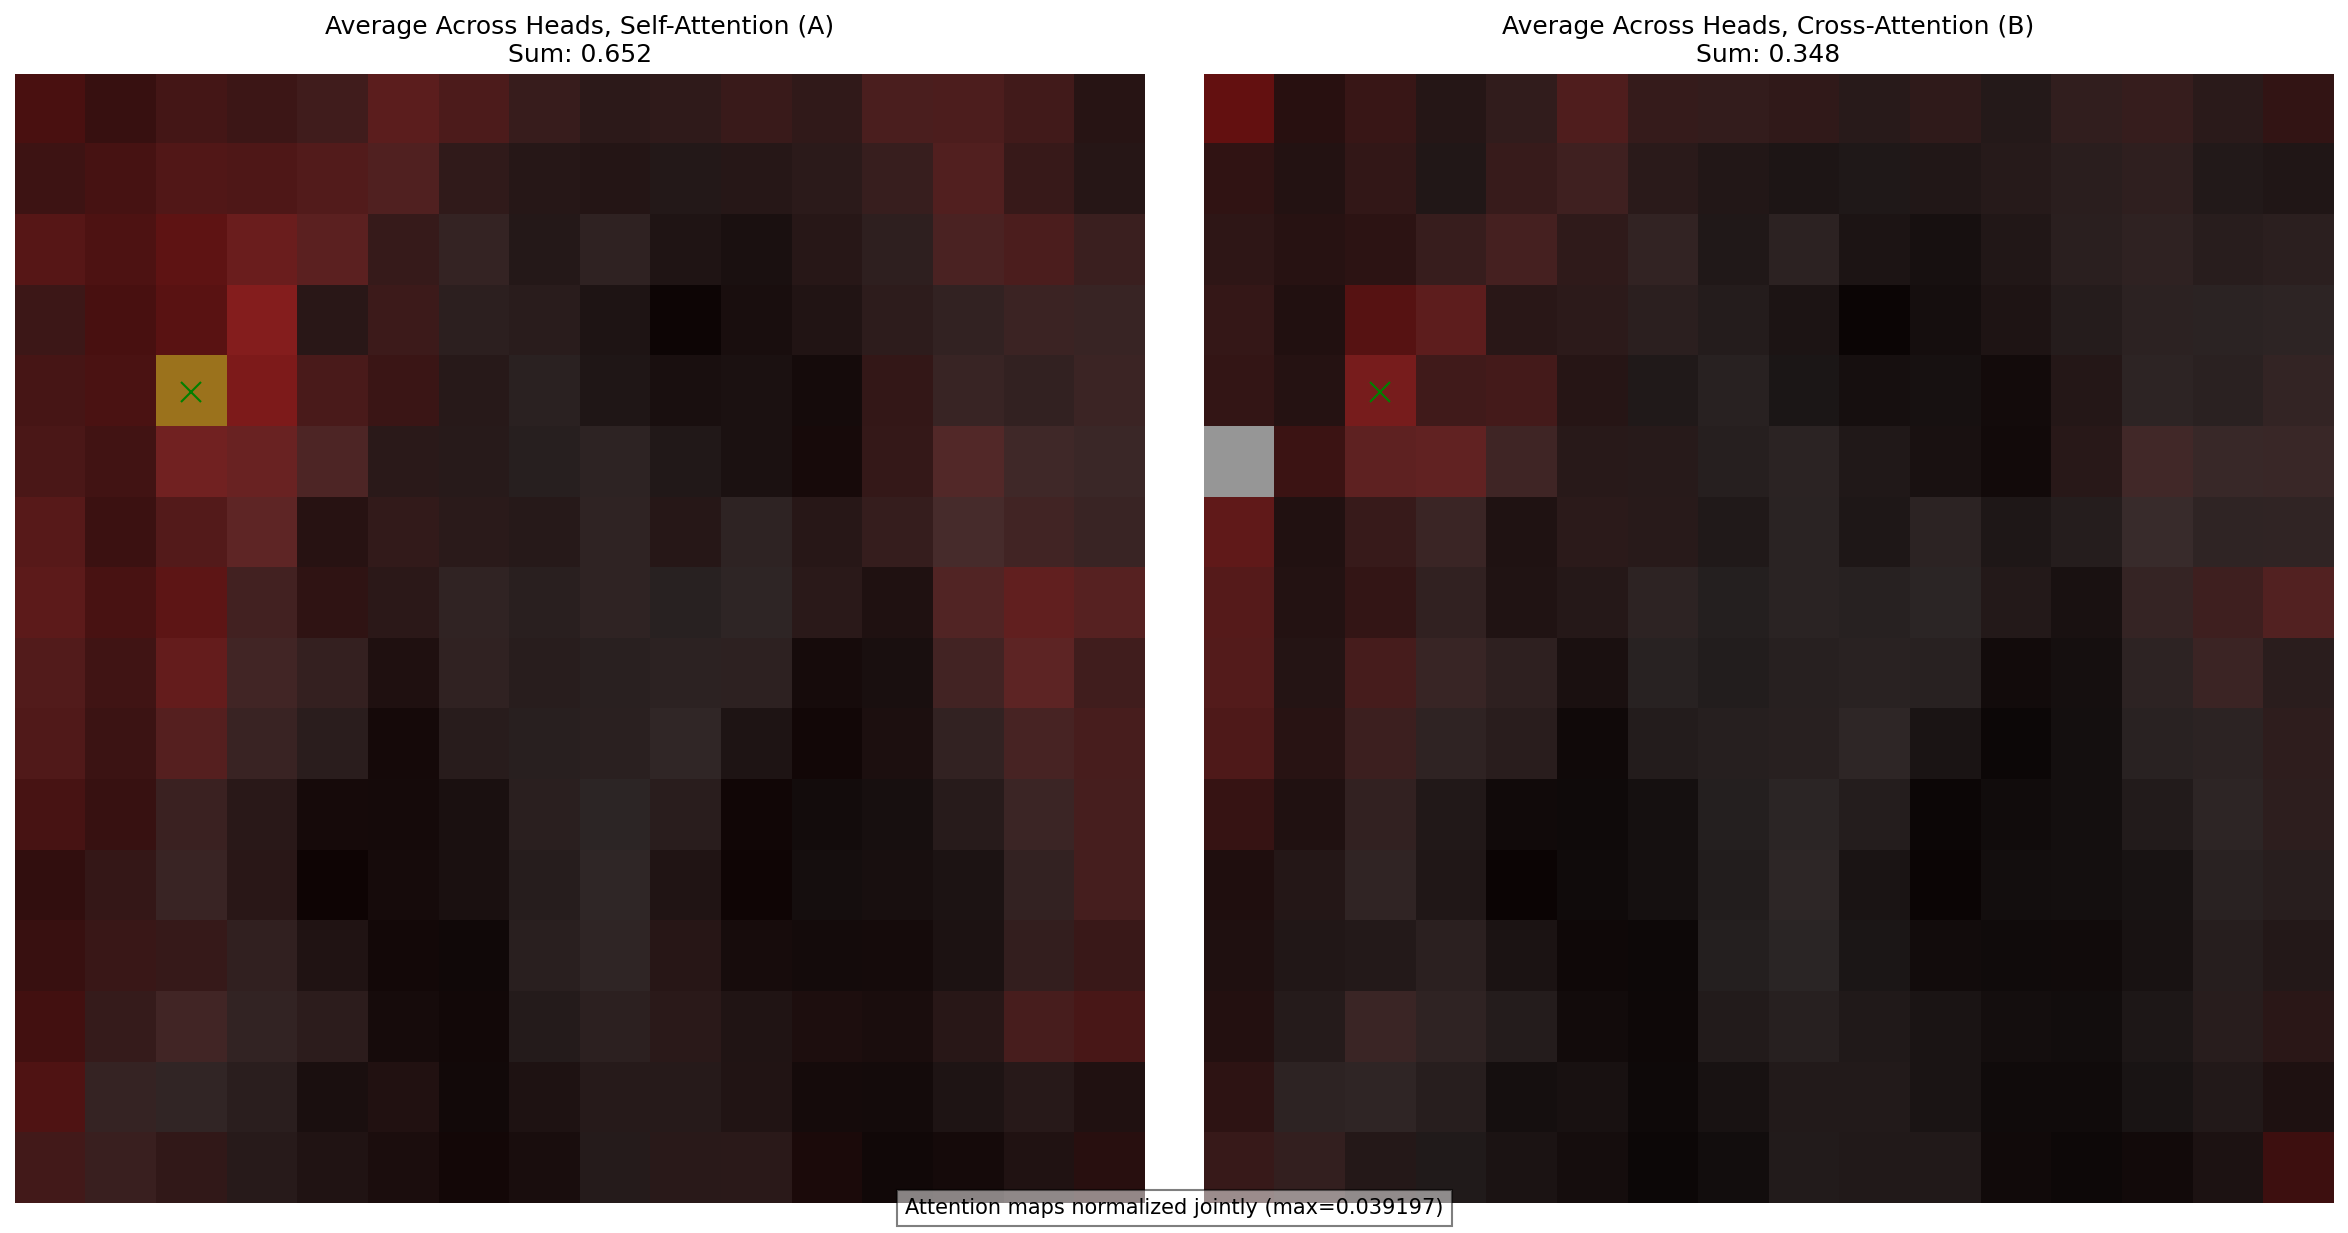 Average Across Heads, Self-Attention (A)
Sum: 0.652
Average Across Heads, Cross-Attention (B)
Sum: 0.348
Attention maps normalized jointly (max=0.039197)